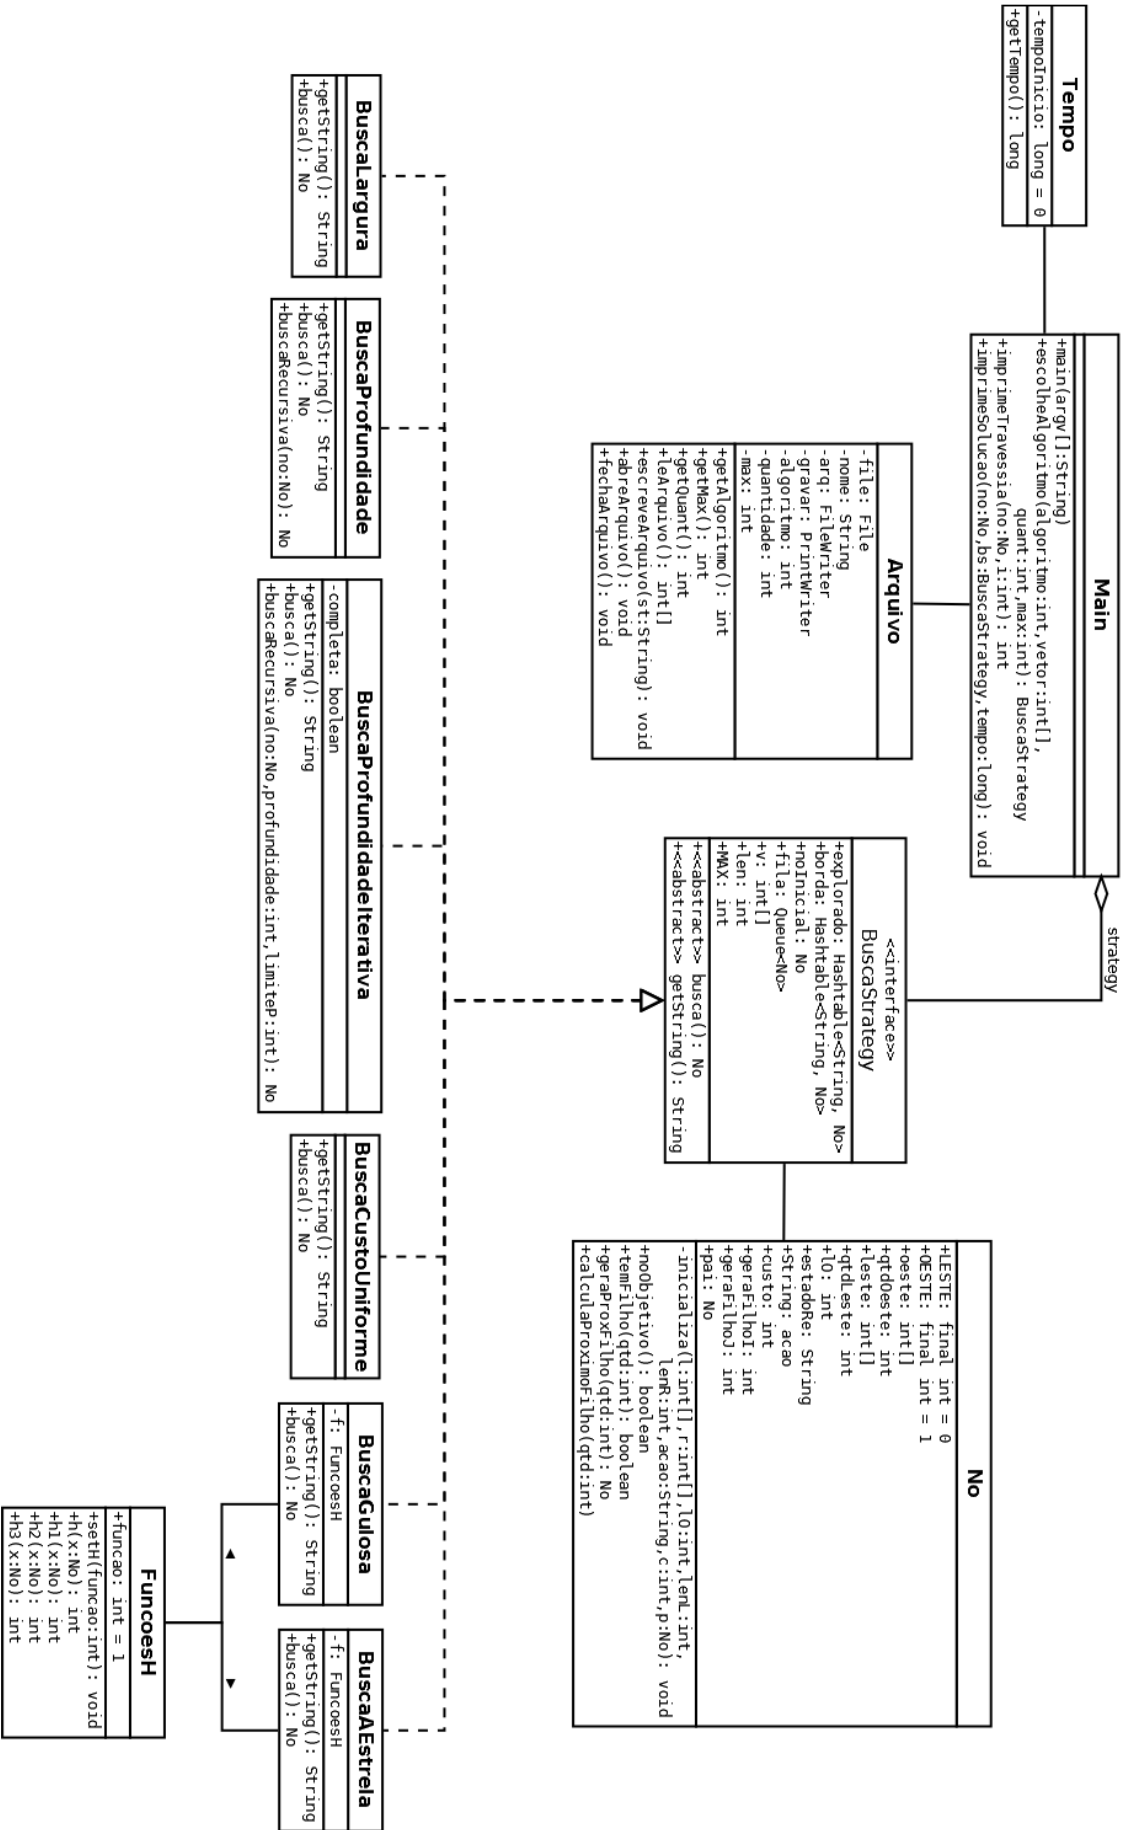 Tempo
-tempoInicio: long = 0
+getTempo(): long
Main
+main(argv[]:String)
+escolheAlgoritmo(algoritmo:int,vetor:int[],
quant:int,max:int): BuscaStrategy
+imprimeTravessia(no:No,i:int): int
+imprimeSolucao(no:No,bs:BuscaStrategy,tempo:long): void
strategy
Arquivo
-file: File
-nome: String
-arq: FileWriter
-gravar: PrintWriter
-algoritmo: int
-quantidade: int
-max: int
+getAlgoritmo(): int
+getMax(): int
+getQuant(): int
+leArquivo(): int[]
+escreveArquivo(st:String): void
+abreArquivo(): void
+fechaArquivo(): void
<<interface>>
BuscaStrategy
+explorado: Hashtable<String, No>
+borda: Hashtable<String, No>
+noInicial: No
+fila: Queue<No>
+v: int[]
+len: int
+MAX: int
+<<abstract>> busca(): No
+<<abstract>> getString(): String
No
+LESTE: final int = 0
+OESTE: final int = 1
+oeste: int[]
+qtdOeste: int
+leste: int[]
+qtdLeste: int
+lO: int
+estadoRe: String
+String: acao
+custo: int
+geraFilhoI: int
+geraFilhoJ: int
+pai: No
-inicializa(l:int[],r:int[],lO:int,lenL:int,
lenR:int,acao:String,c:int,p:No): void
+noObjetivo(): boolean
+temFilho(qtd:int): boolean
+geraProxFilho(qtd:int): No
+calculaProximoFilho(qtd:int)
BuscaLargura
+getString(): String
+busca(): No
BuscaProfundidade
+getString(): String
+busca(): No
+buscaRecursiva(no:No): No
BuscaProfundidadeIterativa
-completa: boolean
+getString(): String
+busca(): No
+buscaRecursiva(no:No,profundidade:int,limiteP:int): No
BuscaCustoUniforme
+getString(): String
+busca(): No
BuscaGulosa
-f: FuncoesH
+getString(): String
+busca(): No
BuscaAEstrela
-f: FuncoesH
+getString(): String
+busca(): No
FuncoesH
+funcao: int = 1
+setH(funcao:int): void
+h(x:No): int
+h1(x:No): int
+h2(x:No): int
+h3(x:No): int